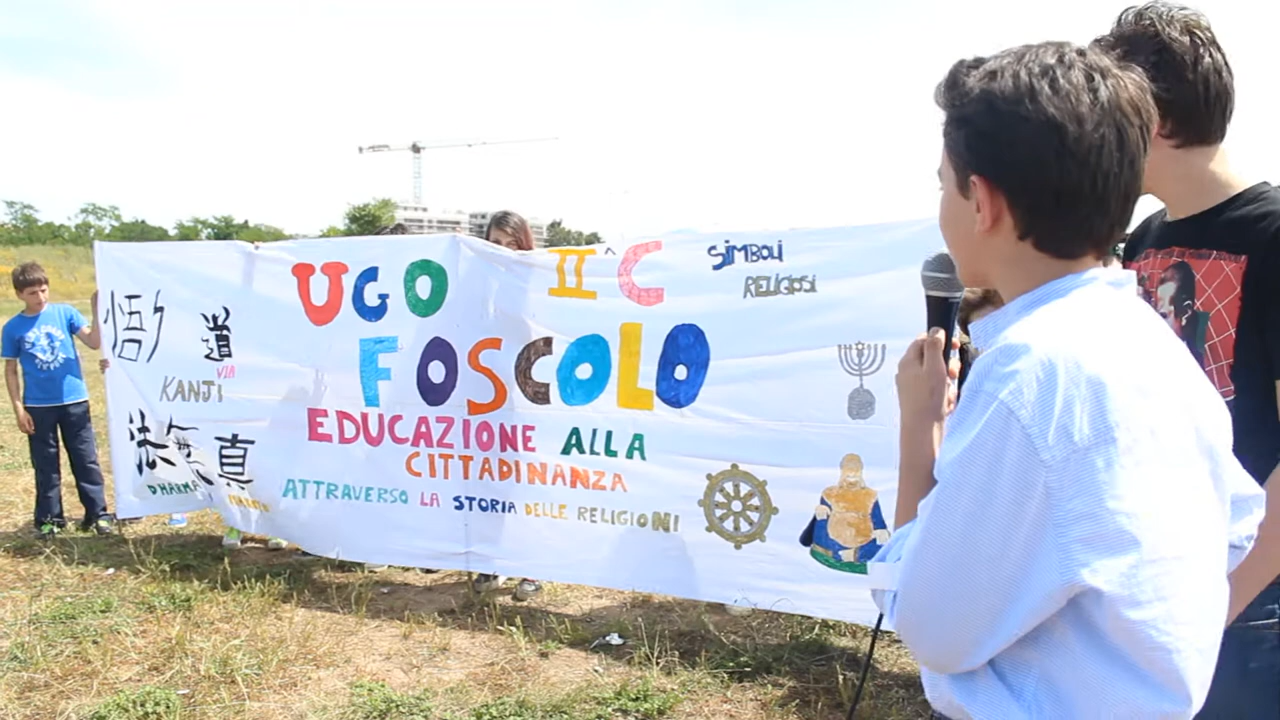 UGO
II^C
SIMBOLI
RELIGIOSI
悟り
道
VIA
KANJI
FOSCOLO
EDUCAZIONE ALLA
CITTADINANZA
法
真
DHARMA
ATTRAVERSO LA STORIA DELLE RELIGIONI